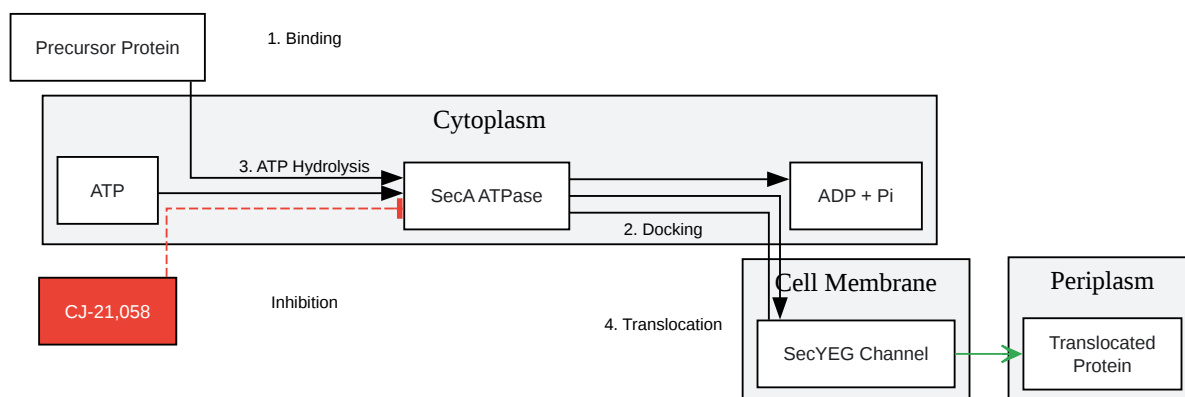 Precursor Protein
1. Binding
Cytoplasm
3. ATP Hydrolysis
ATP
SecA ATPase
ADP + Pi
2. Docking
Cell Membrane
Periplasm
CJ-21,058
Inhibition
4. Translocation
SecYEG Channel
Translocated
Protein